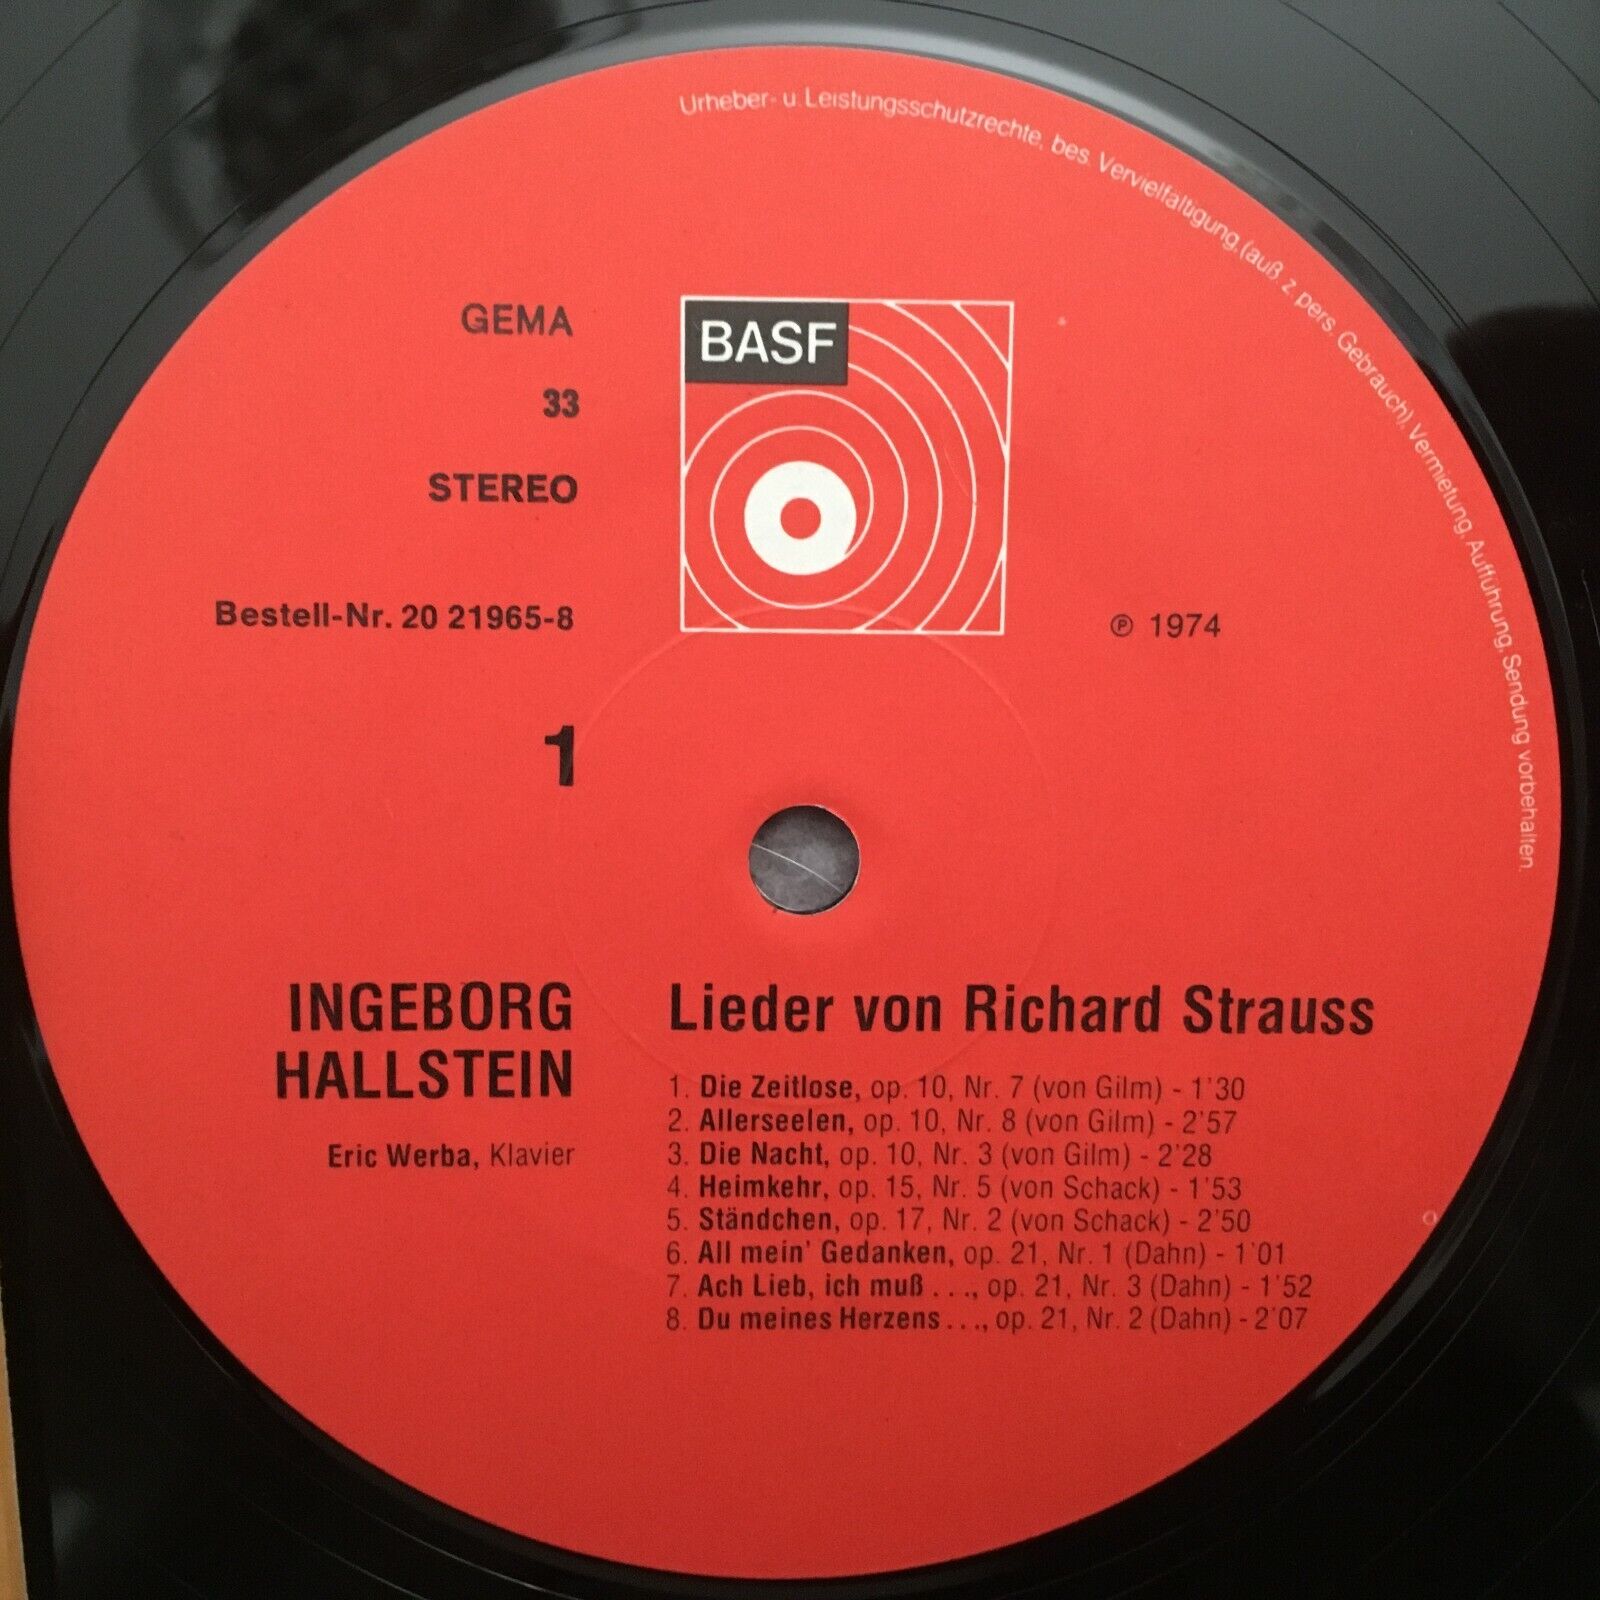 Urheber- u. Leistungsschutzrechte, bes. Vervielfältigung, (auß. z. pers. Gebrauch), Vermietung, Aufführung, Sendung vorbehalten.
GEMA
33
STEREO
BASF
Bestell-Nr. 20 21965-8
℗ 1974
1
INGEBORG
HALLSTEIN
Eric Werba, Klavier
Lieder von Richard Strauss
1. Die Zeitlose, op. 10, Nr. 7 (von Gilm) - 1'30
2. Allerseelen, op. 10, Nr. 8 (von Gilm) - 2'57
3. Die Nacht, op. 10, Nr. 3 (von Gilm) - 2'28
4. Heimkehr, op. 15, Nr. 5 (von Schack) - 1'53
5. Ständchen, op. 17, Nr. 2 (von Schack) - 2'50
6. All mein' Gedanken, op. 21, Nr. 1 (Dahn) - 1'01
7. Ach Lieb, ich muß . . ., op. 21, Nr. 3 (Dahn) - 1'52
8. Du meines Herzens . . ., op. 21, Nr. 2 (Dahn) - 2'07